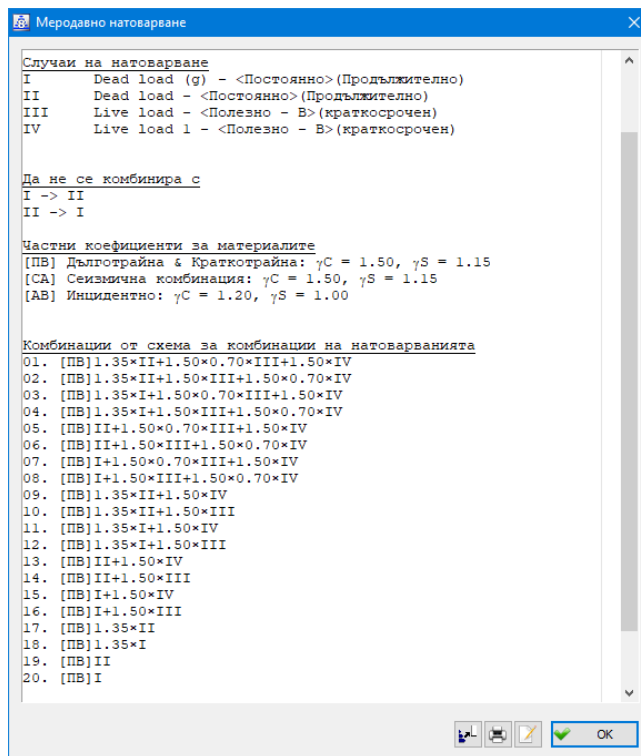 Меродавно натоварване
Случаи на натоварване
I Dead load (g) - <Постоянно>(Продължително)
II Dead load - <Постоянно>(Продължително)
III Live load - <Полезно - B>(краткосрочен)
IV Live load 1 - <Полезно - B>(краткосрочен)
Да не се комбинира с
I -> II
II -> I
Частни коефициенти за материалите
[ПВ] Дълготрайна & Краткотрайна: γC = 1.50, γS = 1.15
[СА] Сеизмична комбинация: γC = 1.50, γS = 1.15
[АВ] Инцидентно: γC = 1.20, γS = 1.00
Комбинации от схема за комбинации на натоварванията
01. [ПВ]1.35×II+1.50×0.70×III+1.50×IV
02. [ПВ]1.35×II+1.50×III+1.50×0.70×IV
03. [ПВ]1.35×I+1.50×0.70×III+1.50×IV
04. [ПВ]1.35×I+1.50×III+1.50×0.70×IV
05. [ПВ]II+1.50×0.70×III+1.50×IV
06. [ПВ]II+1.50×III+1.50×0.70×IV
07. [ПВ]I+1.50×0.70×III+1.50×IV
08. [ПВ]I+1.50×III+1.50×0.70×IV
09. [ПВ]1.35×II+1.50×IV
10. [ПВ]1.35×II+1.50×III
11. [ПВ]1.35×I+1.50×IV
12. [ПВ]1.35×I+1.50×III
13. [ПВ]II+1.50×IV
14. [ПВ]II+1.50×III
15. [ПВ]I+1.50×IV
16. [ПВ]I+1.50×III
17. [ПВ]1.35×II
18. [ПВ]1.35×I
19. [ПВ]II
20. [ПВ]I
OK